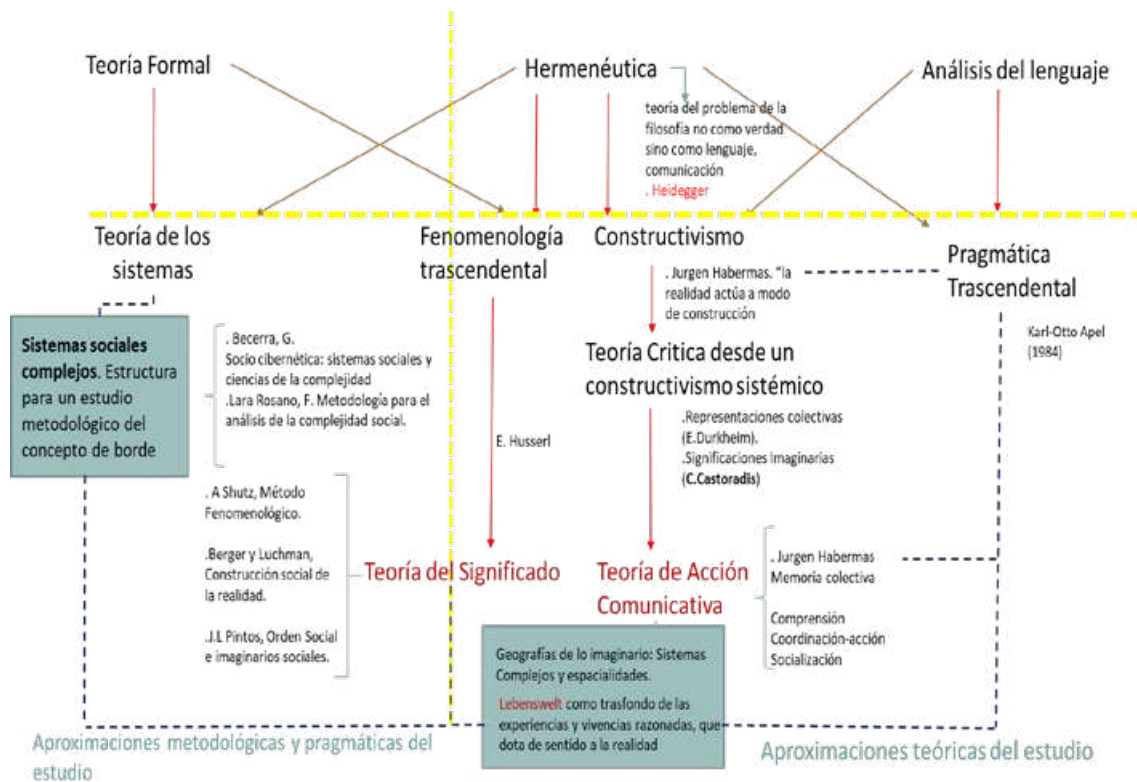 Teoría Formal
Hermenéutica
Análisis del lenguaje
teoría del problema de la
filosofía no como verdad
sino como lenguaje,
comunicación
. Heidegger
Teoría de los
sistemas
Fenomenología
trascendental
Constructivismo
Pragmática
Trascendental
. Jurgen Habermas. "la
realidad actúa a modo
de construcción
Karl-Otto Apel
(1984)
Sistemas sociales
complejos. Estructura
para un estudio
metodológico del
concepto de borde
. Becerra, G.
Socio cibernética: sistemas sociales y
ciencias de la complejidad
.Lara Rosano, F. Metodología para el
análisis de la complejidad social.
Teoría Critica desde un
constructivismo sistémico
E. Husserl
.Representaciones colectivas
(E.Durkheim).
.Significaciones Imaginarias
(C.Castoradis)
. A Shutz, Método
Fenomenológico.
.Berger y Luchman,
Construcción social de
la realidad.
.J.L Pintos, Orden Social
e imaginarios sociales.
Teoría del Significado
Teoría de Acción
Comunicativa
. Jurgen Habermas
Memoria colectiva
Comprensión
Coordinación-acción
Socialización
Geografías de lo imaginario: Sistemas
Complejos y espacialidades.
Lebenswelt como trasfondo de las
experiencias y vivencias razonadas, que
dota de sentido a la realidad
Aproximaciones metodológicas y pragmáticas del
estudio
Aproximaciones teóricas del estudio